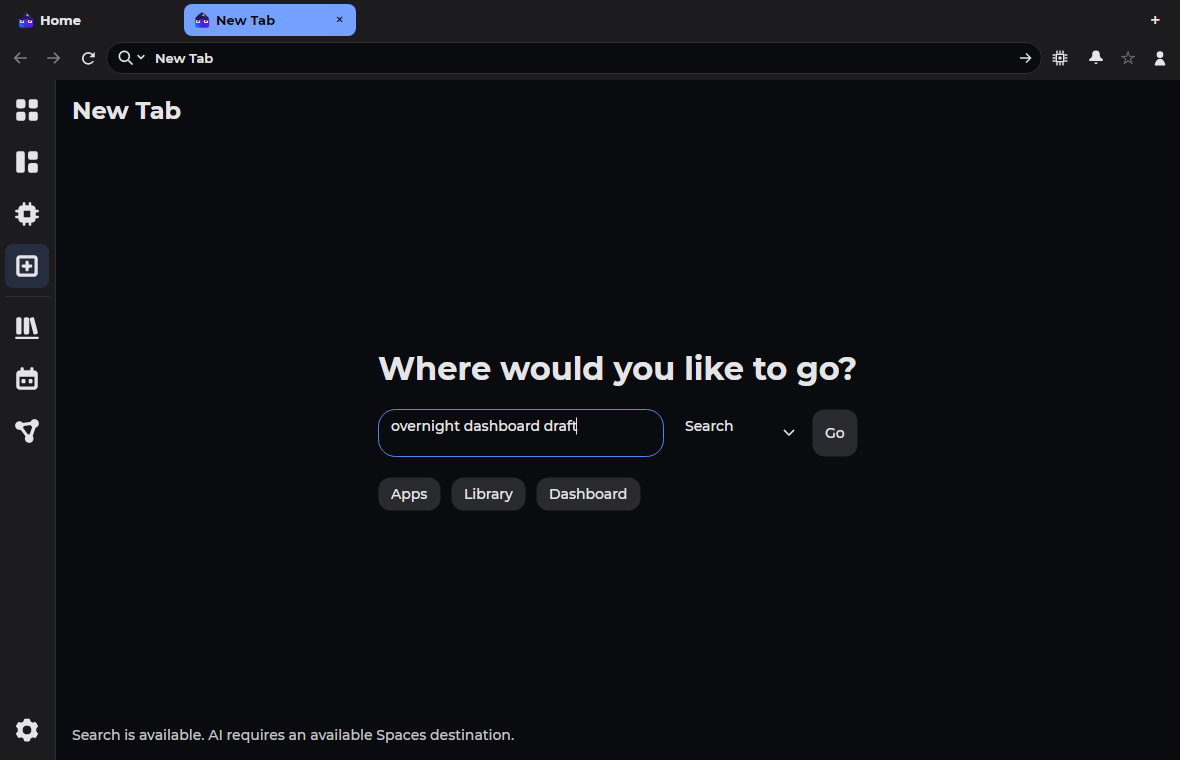 Home
New Tab
New Tab
New Tab
Where would you like to go?
overnight dashboard draft
Search
Go
Apps
Library
Dashboard
Search is available. AI requires an available Spaces destination.